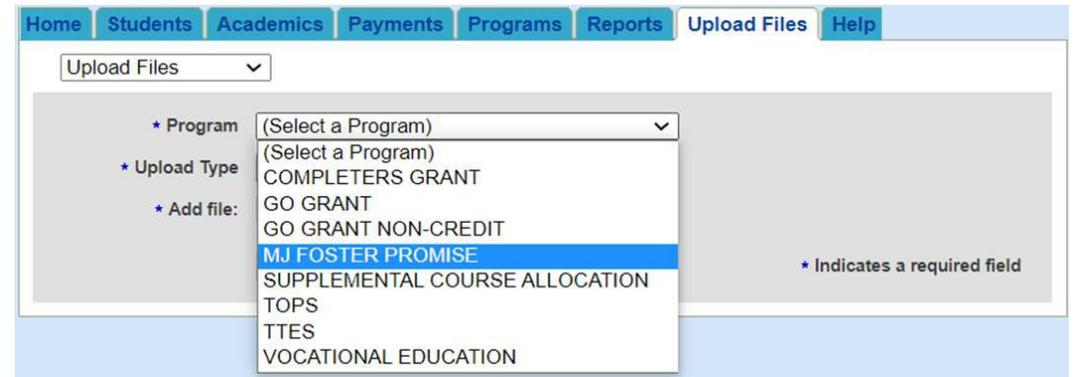 Home Students Academics Payments Programs Reports Upload Files Help
Upload Files
* Program (Select a Program)
(Select a Program)
* Upload Type
COMPLETERS GRANT
* Add file:
GO GRANT
GO GRANT NON-CREDIT
MJ FOSTER PROMISE
* Indicates a required field
SUPPLEMENTAL COURSE ALLOCATION
TOPS
TTES
VOCATIONAL EDUCATION